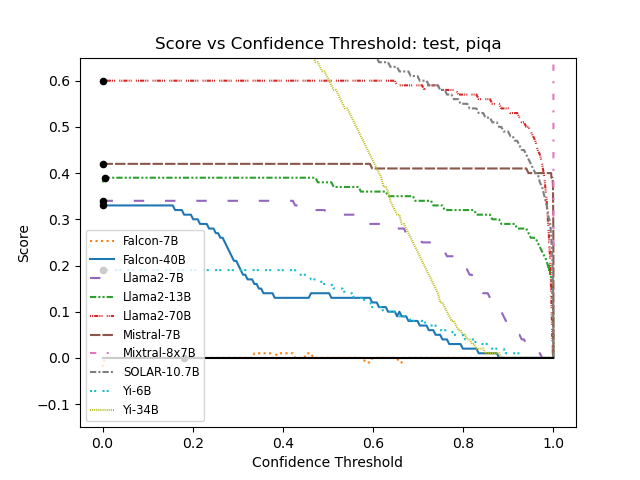 Score vs Confidence Threshold: test, piqa
Score
0.6
0.5
0.4
0.3
0.2
0.1
0.0
−0.1
Falcon-7B
Falcon-40B
Llama2-7B
Llama2-13B
Llama2-70B
Mistral-7B
Mixtral-8x7B
SOLAR-10.7B
Yi-6B
Yi-34B
0.0 0.2 0.4 0.6 0.8 1.0
Confidence Threshold